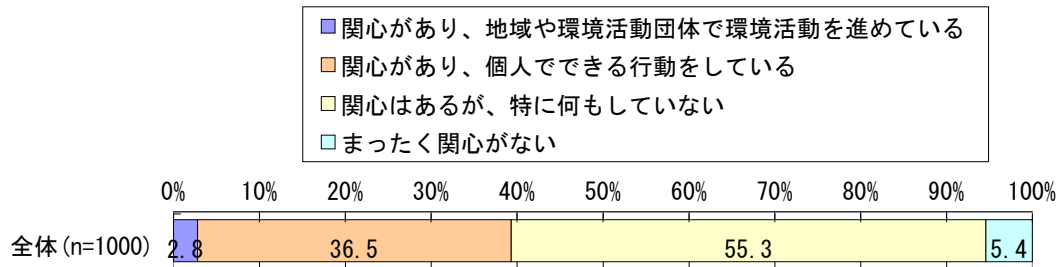 関心があり、地域や環境活動団体で環境活動を進めている
関心があり、個人でできる行動をしている
関心はあるが、特に何もしていない
まったく関心がない
0% 10% 20% 30% 40% 50% 60% 70% 80% 90% 100%
全体(n=1000) 2.8 36.5 55.3 5.4